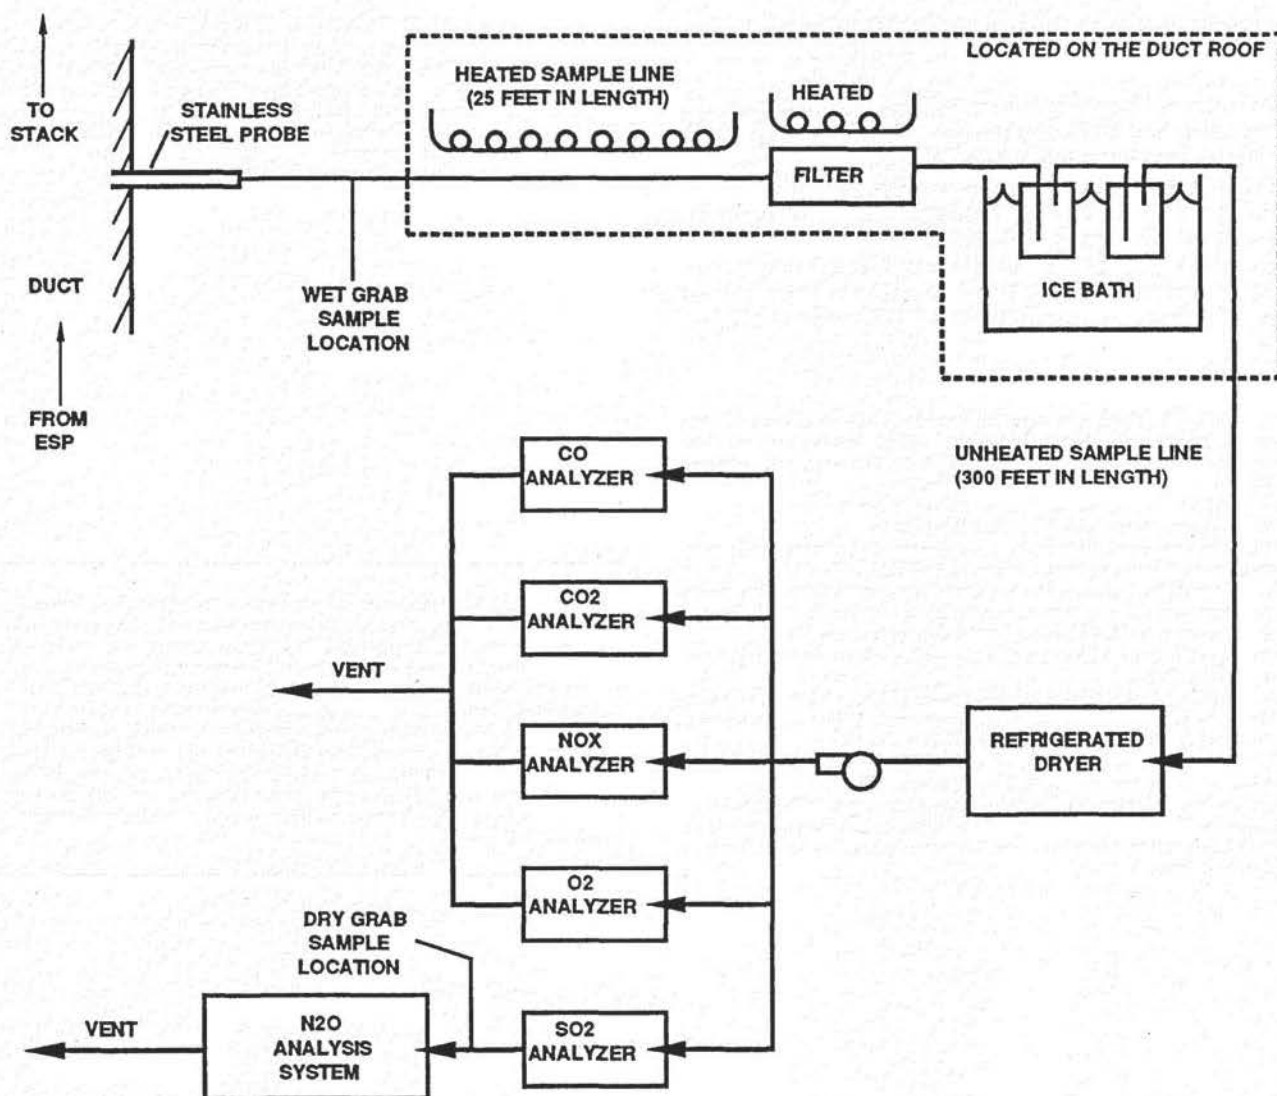 LOCATED ON THE DUCT ROOF
HEATED SAMPLE LINE
(25 FEET IN LENGTH)
HEATED
TO
STACK
STAINLESS
STEEL PROBE
FILTER
DUCT
WET GRAB
SAMPLE
LOCATION
ICE BATH
FROM
ESP
UNHEATED SAMPLE LINE
(300 FEET IN LENGTH)
CO
ANALYZER
CO2
ANALYZER
VENT
NOX
ANALYZER
REFRIGERATED
DRYER
O2
ANALYZER
DRY GRAB
SAMPLE
LOCATION
VENT
N2O
ANALYSIS
SYSTEM
SO2
ANALYZER